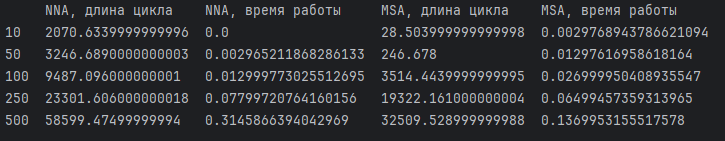 NNA, длина цикла NNA, время работы MSA, длина цикла MSA, время работы
10 2070.6339999999996 0.0 28.503999999999998 0.0029768943786621094
50 3246.6890000000003 0.002965211868286133 246.678 0.01297616958618164
100 9487.096000000001 0.012999773025512695 3514.4439999999995 0.026999950408935547
250 23301.606000000018 0.07799720764160156 19322.161000000004 0.06499457359313965
500 58599.47499999994 0.3145866394042969 32509.528999999988 0.1369953155517578